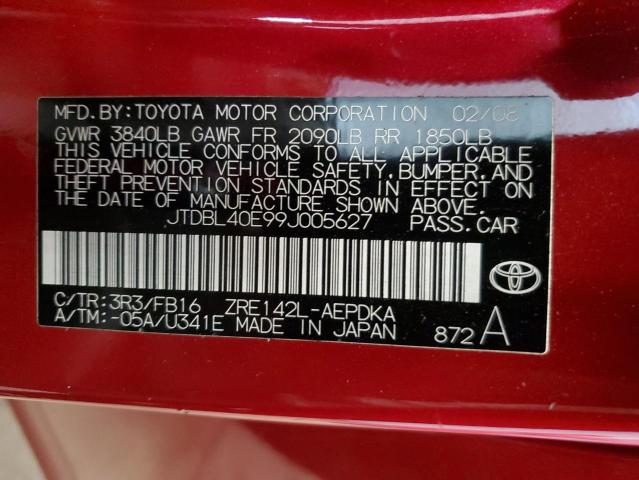 MFD.BY:TOYOTA MOTOR CORPORATION 02/08
GVWR 3840LB GAWR FR 2090LB RR 1850LB
THIS VEHICLE CONFORMS TO ALL APPLICABLE
FEDERAL MOTOR VEHICLE SAFETY,BUMPER,AND
THEFT PREVENTION STANDARDS IN EFFECT ON
THE DATE OF MANUFACTURE SHOWN ABOVE.
JTDBL40E99J005627 PASS.CAR
C/TR:3R3/FB16 ZRE142L-AEPDKA
A/TM:-05A/U341E MADE IN JAPAN
872A